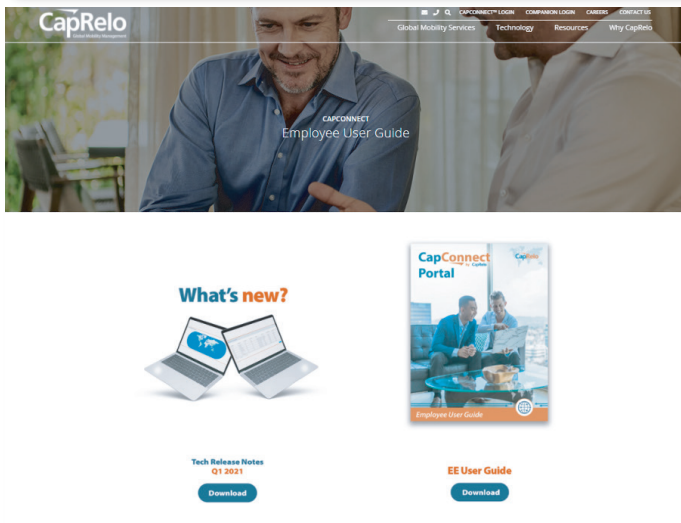 CapRelo
Global Mobility Management
CAPCONNECT™ LOGIN COMPANION LOGIN CAREERS CONTACT US
Global Mobility Services Technology Resources Why CapRelo
CAPCONNECT
Employee User Guide
What's new?
Tech Release Notes
Q1 2021
Download
CapConnect
by CapRelo
Portal
CapRelo
Employee User Guide
EE User Guide
Download